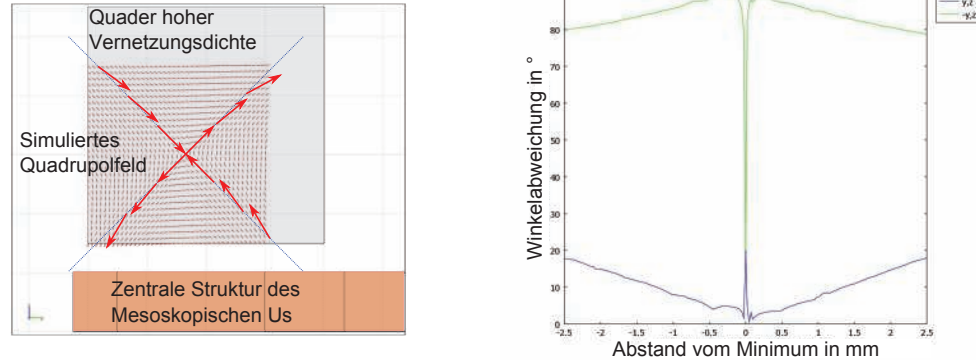 Quader hoher
Vernetzungsdichte
Simuliertes
Quadrupolfeld
Zentrale Struktur des
Mesoskopischen Us
y,z
-y,z
Winkelabweichung in °
80
70
60
50
40
30
20
10
0
-2.5 -2 -1.5 -1 -0.5 0 0.5 1 1.5 2 2.5
Abstand vom Minimum in mm